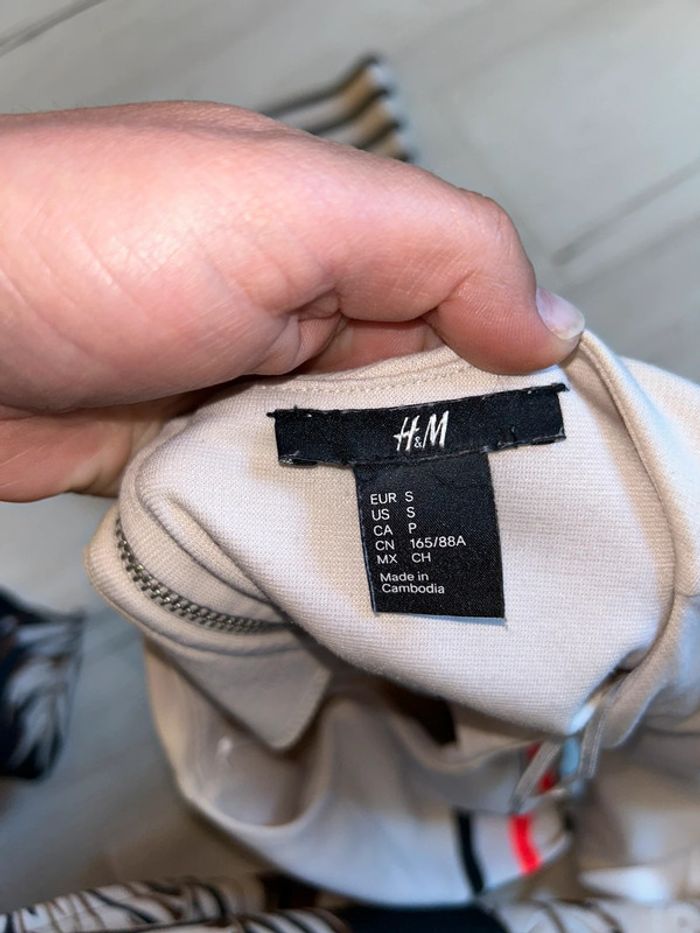 H&M
EUR S
US S
CA P
CN 165/88A
MX CH
Made in
Cambodia